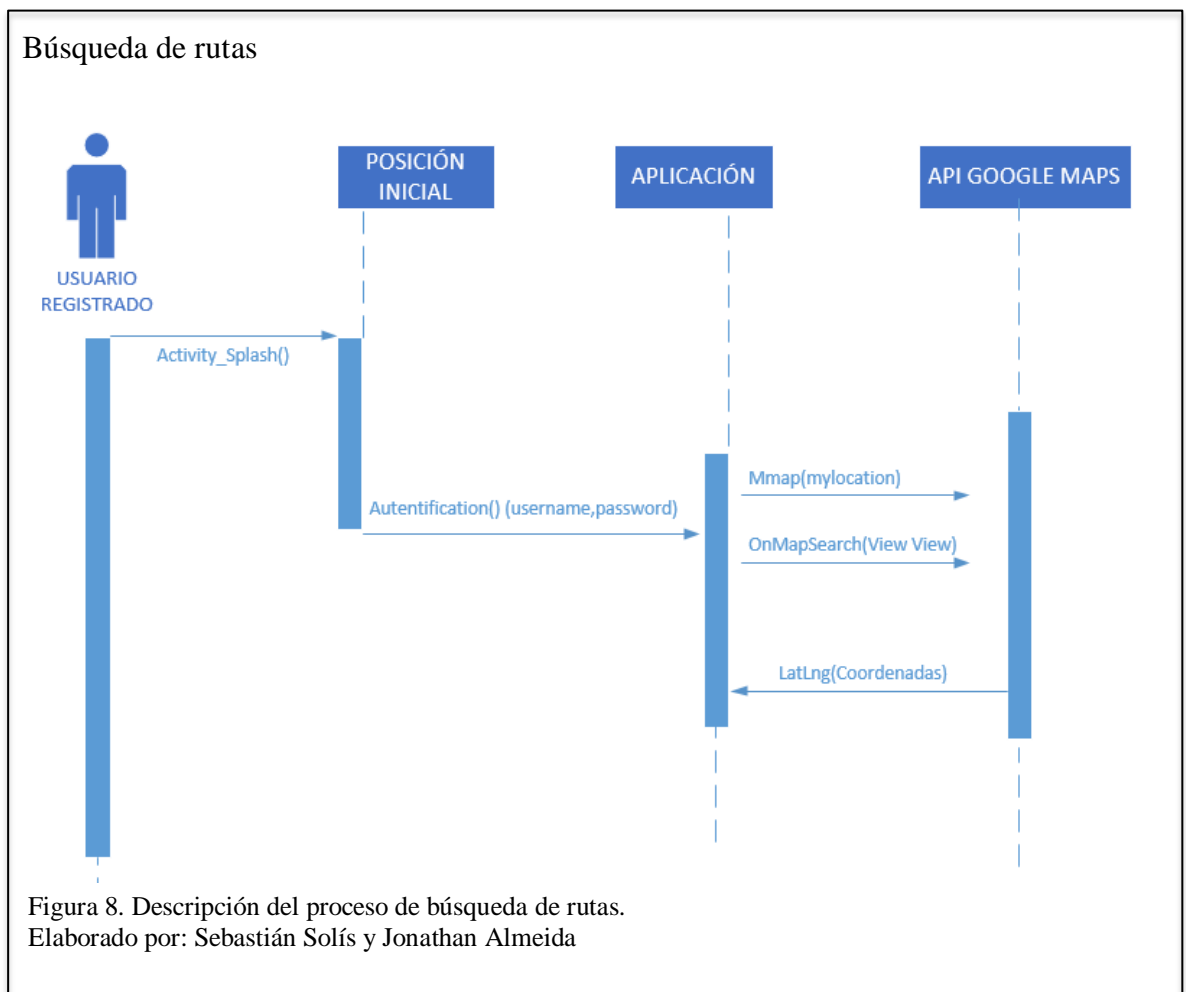 Búsqueda de rutas
POSICIÓN
INICIAL
APLICACIÓN
API GOOGLE MAPS
USUARIO
REGISTRADO
Activity_Splash()
Mmap(mylocation)
Autentification() (username,password)
OnMapSearch(View View)
LatLng(Coordenadas)
Figura 8. Descripción del proceso de búsqueda de rutas.
Elaborado por: Sebastián Solís y Jonathan Almeida